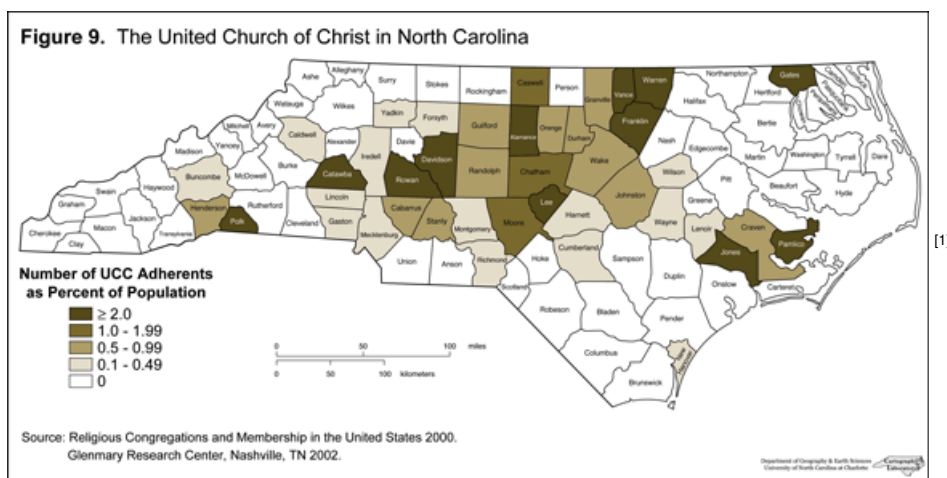 Figure 9. The United Church of Christ in North Carolina
Ashe
Alleghany
Surry
Stokes
Rockingham
Caswell
Person
Granville
Vance
Warren
Northampton
Gates
Hertford
Halifax
Watauga
Wilkes
Yadkin
Forsyth
Guilford
Alamance
Orange
Durham
Franklin
Nash
Edgecombe
Bertie
Mitchell
Avery
Yancey
Caldwell
Alexander
Iredell
Davie
Davidson
Randolph
Chatham
Wake
Wilson
Martin
Washington
Tyrrell
Dare
Madison
Buncombe
McDowell
Burke
Catawba
Rowan
Lee
Johnston
Pitt
Greene
Beaufort
Hyde
Haywood
Swain
Graham
Cherokee
Clay
Macon
Jackson
Transylvania
Henderson
Polk
Rutherford
Cleveland
Lincoln
Gaston
Mecklenburg
Cabarrus
Stanly
Montgomery
Moore
Harnett
Wayne
Lenoir
Craven
Pamlico
Jones
Carteret
Onslow
Duplin
Sampson
Cumberland
Hoke
Richmond
Scotland
Anson
Union
Robeson
Bladen
Pender
Columbus
Brunswick
New Hanover
Number of UCC Adherents
as Percent of Population
≥ 2.0
1.0 - 1.99
0.5 - 0.99
0.1 - 0.49
0
0 50 100 miles
0 50 100 kilometers
Source: Religious Congregations and Membership in the United States 2000.
Glenmary Research Center, Nashville, TN 2002.
Department of Geography & Earth Sciences
University of North Carolina at Charlotte
Cartography
Laboratory
[1]